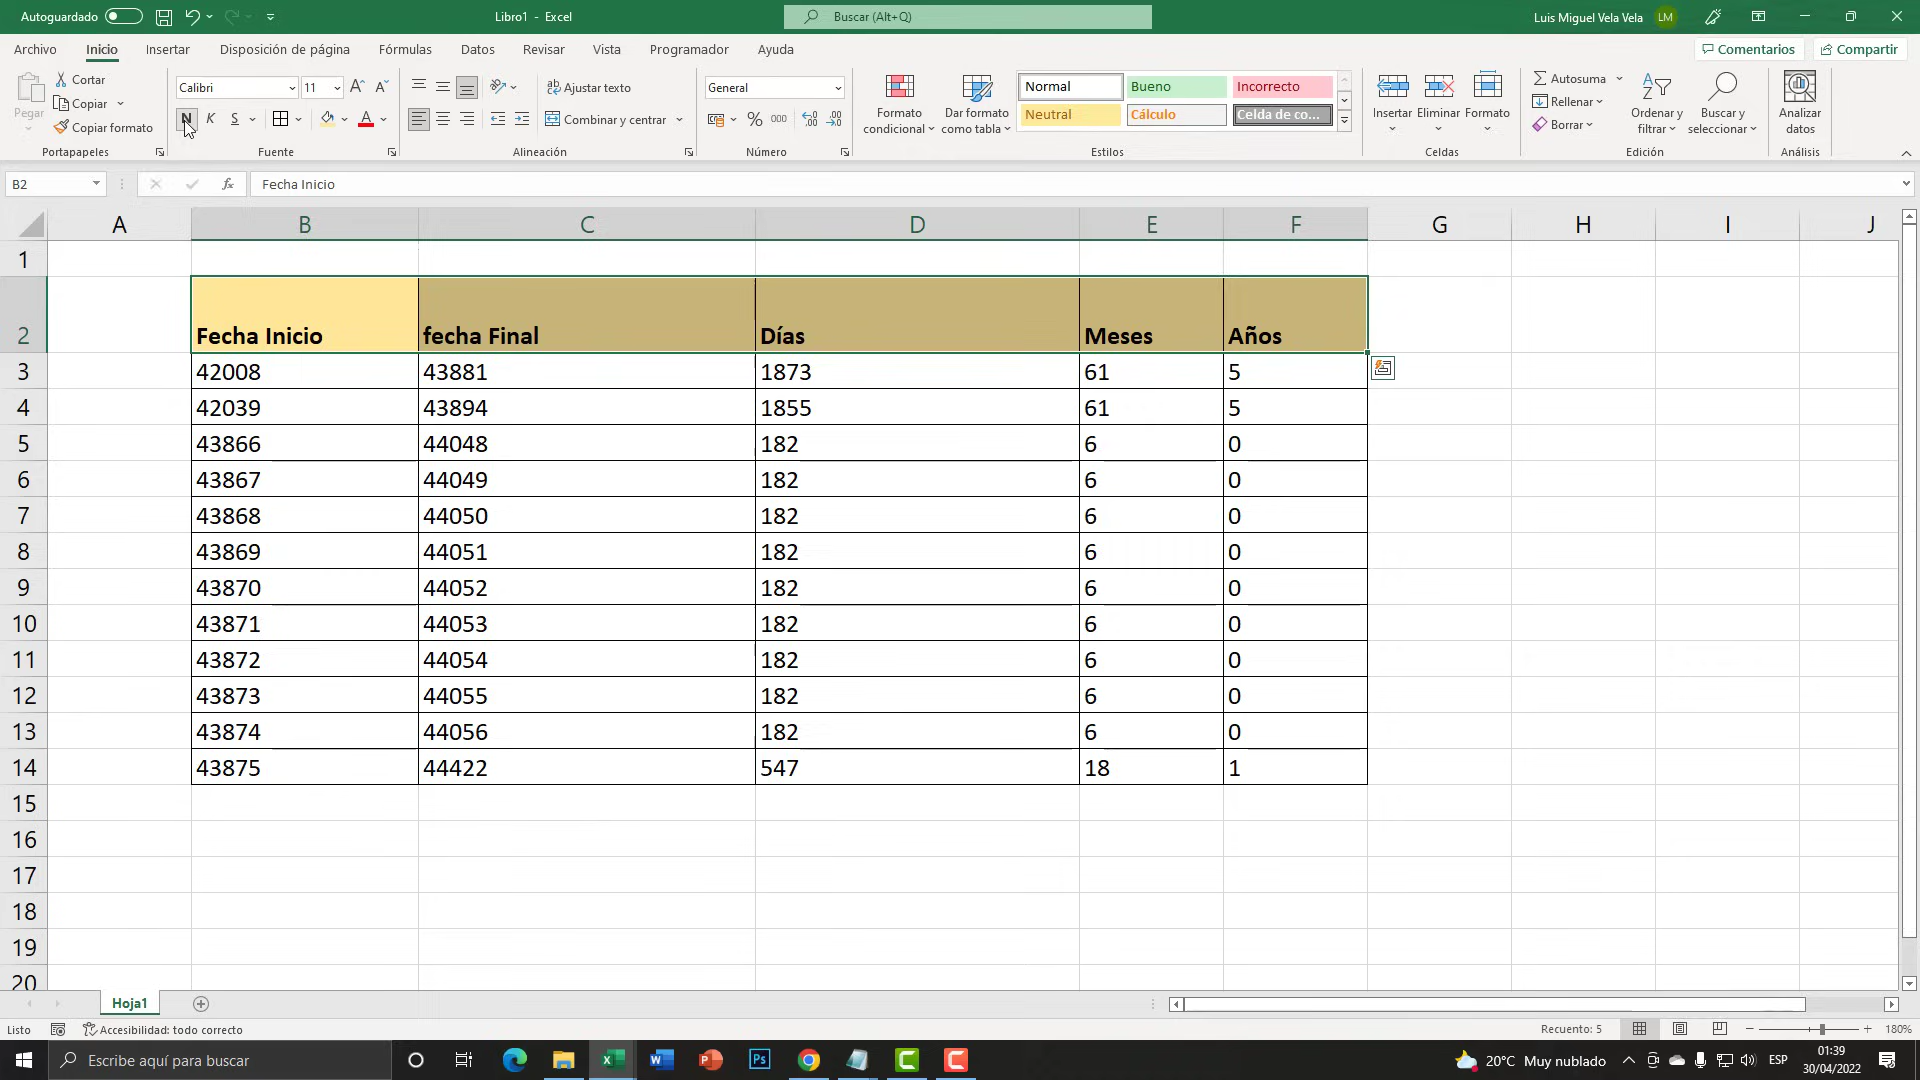 Autoguardado
Libro1 - Excel
Buscar (Alt+Q)
Luis Miguel Vela Vela
LM
Archivo Inicio Insertar Disposición de página Fórmulas Datos Revisar Vista Programador Ayuda
Comentarios
Compartir
Pegar
Cortar
Copiar
Copiar formato
Portapapeles
Calibri
11
N K S
Fuente
Ajustar texto
Combinar y centrar
Alineación
General
% 000
Número
Formato
condicional
Dar formato
como tabla
Normal
Bueno
Incorrecto
Neutral
Cálculo
Celda de co...
Estilos
Insertar
Eliminar
Formato
Celdas
Autosuma
Rellenar
Borrar
Ordenar y
filtrar
Buscar y
seleccionar
Edición
Analizar
datos
Análisis
B2
fx
Fecha Inicio
A B C D E F G H I J
1
2 Fecha Inicio fecha Final Días Meses Años
3 42008 43881 1873 61 5
4 42039 43894 1855 61 5
5 43866 44048 182 6 0
6 43867 44049 182 6 0
7 43868 44050 182 6 0
8 43869 44051 182 6 0
9 43870 44052 182 6 0
10 43871 44053 182 6 0
11 43872 44054 182 6 0
12 43873 44055 182 6 0
13 43874 44056 182 6 0
14 43875 44422 547 18 1
15
16
17
18
19
20
Hoja1
Listo
Accesibilidad: todo correcto
Recuento: 5
180%
Escribe aquí para buscar
20°C Muy nublado
ESP
01:39
30/04/2022